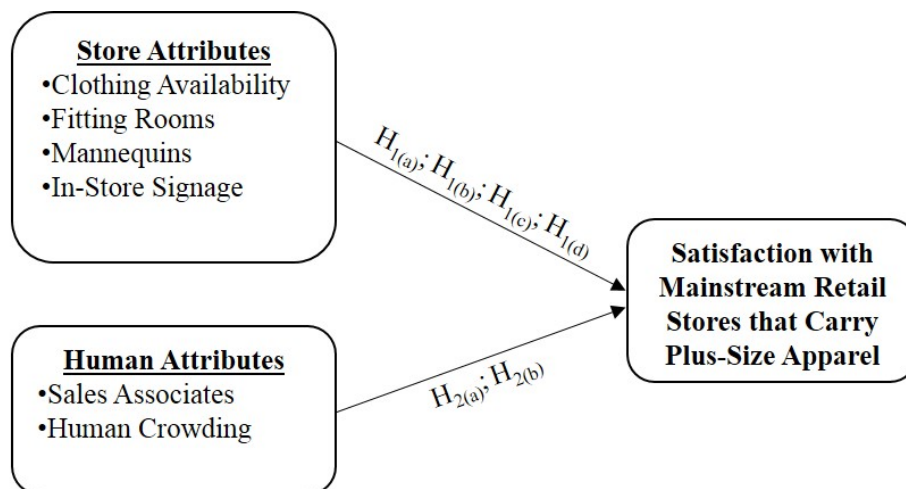 Store Attributes
•Clothing Availability
•Fitting Rooms
•Mannequins
•In-Store Signage
H1(a); H1(b); H1(c); H1(d)
Satisfaction with
Mainstream Retail
Stores that Carry
Plus-Size Apparel
Human Attributes
•Sales Associates
•Human Crowding
H2(a); H2(b)